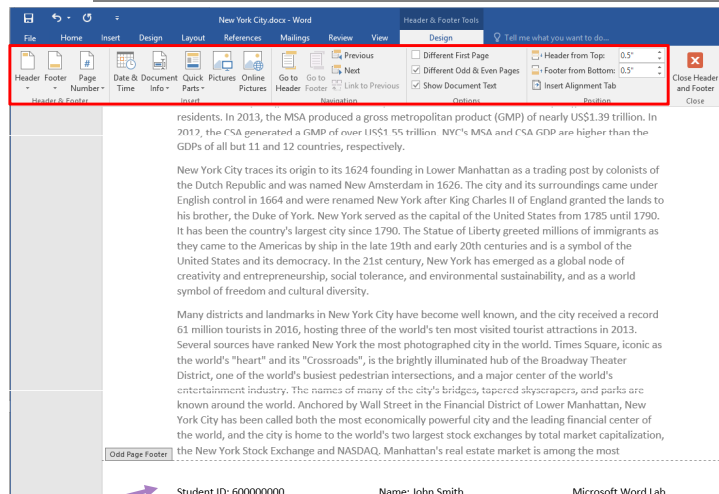 New York City.docx - Word
Header & Footer Tools
File Home Insert Design Layout References Mailings Review View Design Tell me what you want to do...
Header Footer Page Number
Header & Footer
Date & Time Document Info Quick Parts Pictures Online Pictures
Insert
Go to Header Go to Footer Previous Next Link to Previous
Navigation
Different First Page
Different Odd & Even Pages
Show Document Text
Options
Header from Top: 0.5"
Footer from Bottom: 0.5"
Insert Alignment Tab
Position
Close Header and Footer
Close
residents. In 2013, the MSA produced a gross metropolitan product (GMP) of nearly US$1.39 trillion. In
2012, the CSA generated a GMP of over US$1.55 trillion. NYC's MSA and CSA GDP are higher than the
GDPs of all but 11 and 12 countries, respectively.
New York City traces its origin to its 1624 founding in Lower Manhattan as a trading post by colonists of
the Dutch Republic and was named New Amsterdam in 1626. The city and its surroundings came under
English control in 1664 and were renamed New York after King Charles II of England granted the lands to
his brother, the Duke of York. New York served as the capital of the United States from 1785 until 1790.
It has been the country's largest city since 1790. The Statue of Liberty greeted millions of immigrants as
they came to the Americas by ship in the late 19th and early 20th centuries and is a symbol of the
United States and its democracy. In the 21st century, New York has emerged as a global node of
creativity and entrepreneurship, social tolerance, and environmental sustainability, and as a world
symbol of freedom and cultural diversity.
Many districts and landmarks in New York City have become well known, and the city received a record
61 million tourists in 2016, hosting three of the world's ten most visited tourist attractions in 2013.
Several sources have ranked New York the most photographed city in the world. Times Square, iconic as
the world's "heart" and its "Crossroads", is the brightly illuminated hub of the Broadway Theater
District, one of the world's busiest pedestrian intersections, and a major center of the world's
entertainment industry. The names of many of the city's bridges, tapered skyscrapers, and parks are
known around the world. Anchored by Wall Street in the Financial District of Lower Manhattan, New
York City has been called both the most economically powerful city and the leading financial center of
the world, and the city is home to the world's two largest stock exchanges by total market capitalization,
the New York Stock Exchange and NASDAQ. Manhattan's real estate market is among the most
Odd Page Footer
Student ID: 600000000 Name: John Smith Microsoft Word Lab